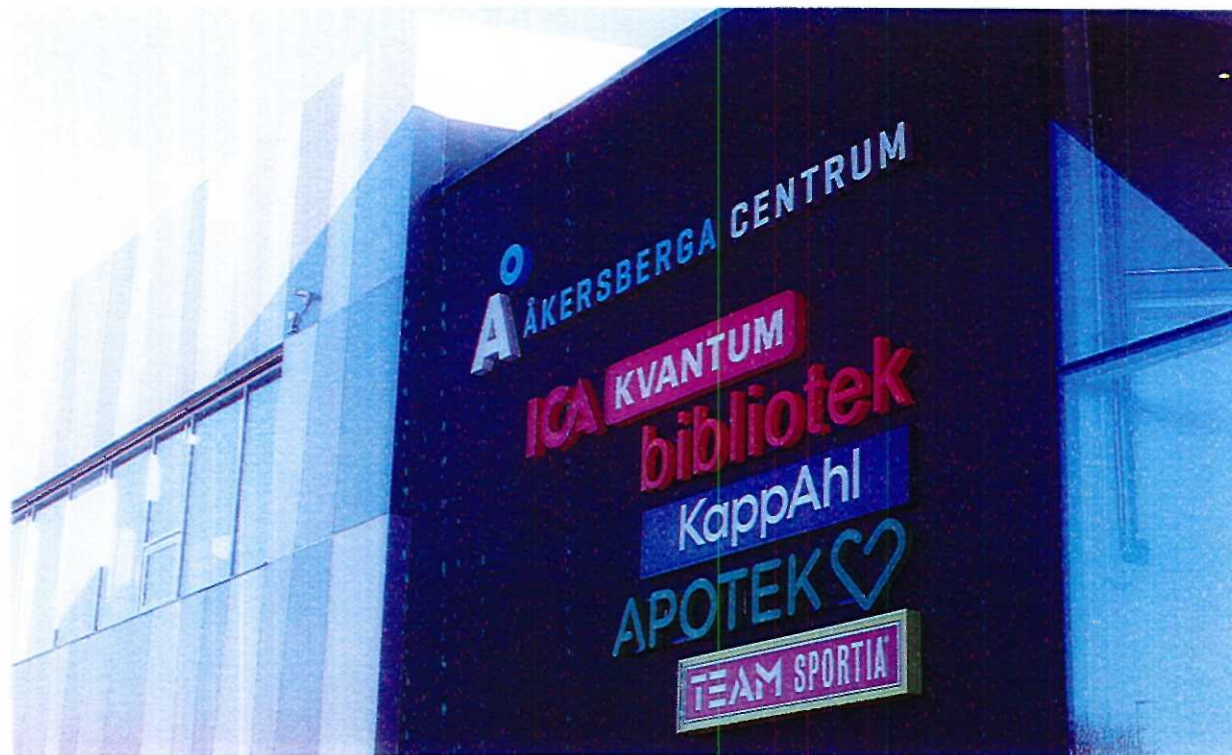 Å ÅKERSBERGA CENTRUM
ICA KVANTUM
bibliotek
KappAhl
APOTEK
TEAM SPORTIA